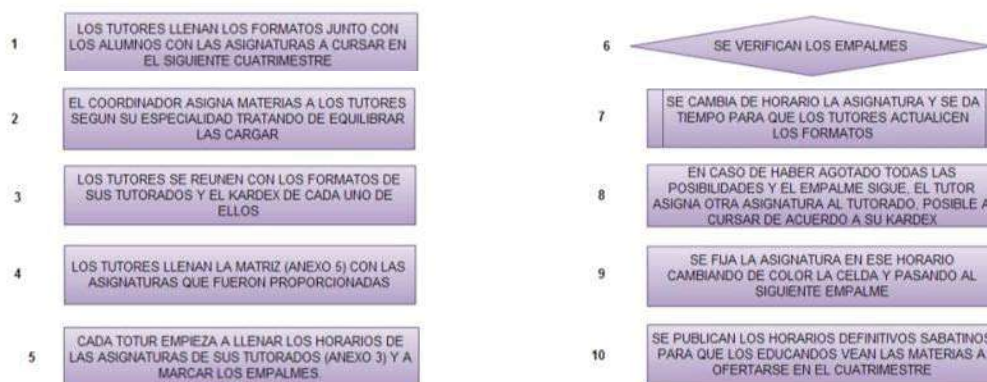 1
LOS TUTORES LLENAN LOS FORMATOS JUNTO CON
LOS ALUMNOS CON LAS ASIGNATURAS A CURSAR EN
EL SIGUIENTE CUATRIMESTRE
2
EL COORDINADOR ASIGNA MATERIAS A LOS TUTORES
SEGUN SU ESPECIALIDAD TRATANDO DE EQUILIBRAR
LAS CARGAR
3
LOS TUTORES SE REUNEN CON LOS FORMATOS DE
SUS TUTORADOS Y EL KARDEX DE CADA UNO DE
ELLOS
4
LOS TUTORES LLENAN LA MATRIZ (ANEXO 5) CON LAS
ASIGNATURAS QUE FUERON PROPORCIONADAS
5
CADA TOTUR EMPIEZA A LLENAR LOS HORARIOS DE
LAS ASIGNATURAS DE SUS TUTORADOS (ANEXO 3) Y A
MARCAR LOS EMPALMES.
6
SE VERIFICAN LOS EMPALMES
7
SE CAMBIA DE HORARIO LA ASIGNATURA Y SE DA
TIEMPO PARA QUE LOS TUTORES ACTUALICEN
LOS FORMATOS
8
EN CASO DE HABER AGOTADO TODAS LAS
POSIBILIDADES Y EL EMPALME SIGUE, EL TUTOR
ASIGNA OTRA ASIGNATURA AL TUTORADO, POSIBLE A
CURSAR DE ACUERDO A SU KARDEX
9
SE FIJA LA ASIGNATURA EN ESE HORARIO
CAMBIANDO DE COLOR LA CELDA Y PASANDO AL
SIGUIENTE EMPALME
10
SE PUBLICAN LOS HORARIOS DEFINITIVOS SABATINOS
PARA QUE LOS EDUCANDOS VEAN LAS MATERIAS A
OFERTARSE EN EL CUATRIMESTRE